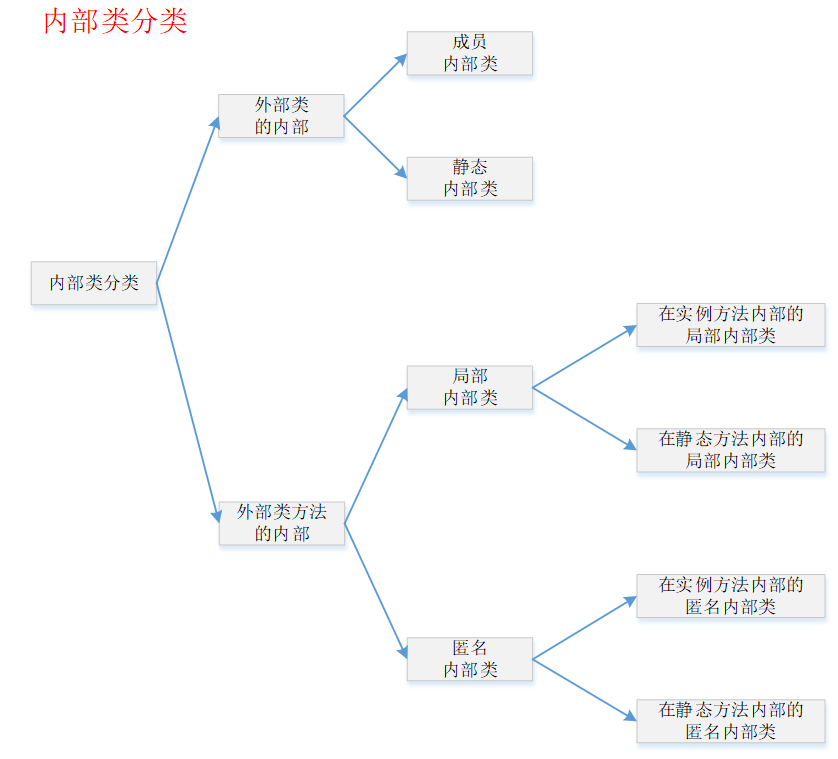 内部类分类
成员
内部类
外部类
的内部
静态
内部类
内部类分类
在实例方法内部的
局部内部类
局部
内部类
在静态方法内部的
局部内部类
外部类方法
的内部
在实例方法内部的
匿名内部类
匿名
内部类
在静态方法内部的
匿名内部类